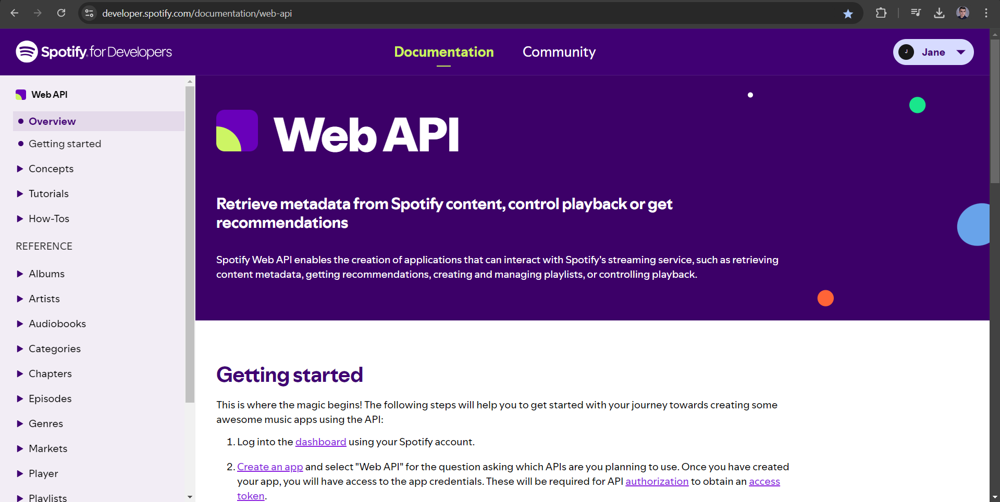 developer.spotify.com/documentation/web-api
Spotify for Developers
Documentation
Community
J
Jane
Web API
Overview
Getting started
Concepts
Tutorials
How-Tos
REFERENCE
Albums
Artists
Audiobooks
Categories
Chapters
Episodes
Genres
Markets
Player
Playlists
Web API
Retrieve metadata from Spotify content, control playback or get
recommendations
Spotify Web API enables the creation of applications that can interact with Spotify's streaming service, such as retrieving
content metadata, getting recommendations, creating and managing playlists, or controlling playback.
Getting started
This is where the magic begins! The following steps will help you to get started with your journey towards creating some
awesome music apps using the API:
1. Log into the dashboard using your Spotify account.
2. Create an app and select "Web API" for the question asking which APIs are you planning to use. Once you have created
your app, you will have access to the app credentials. These will be required for API authorization to obtain an access
token.